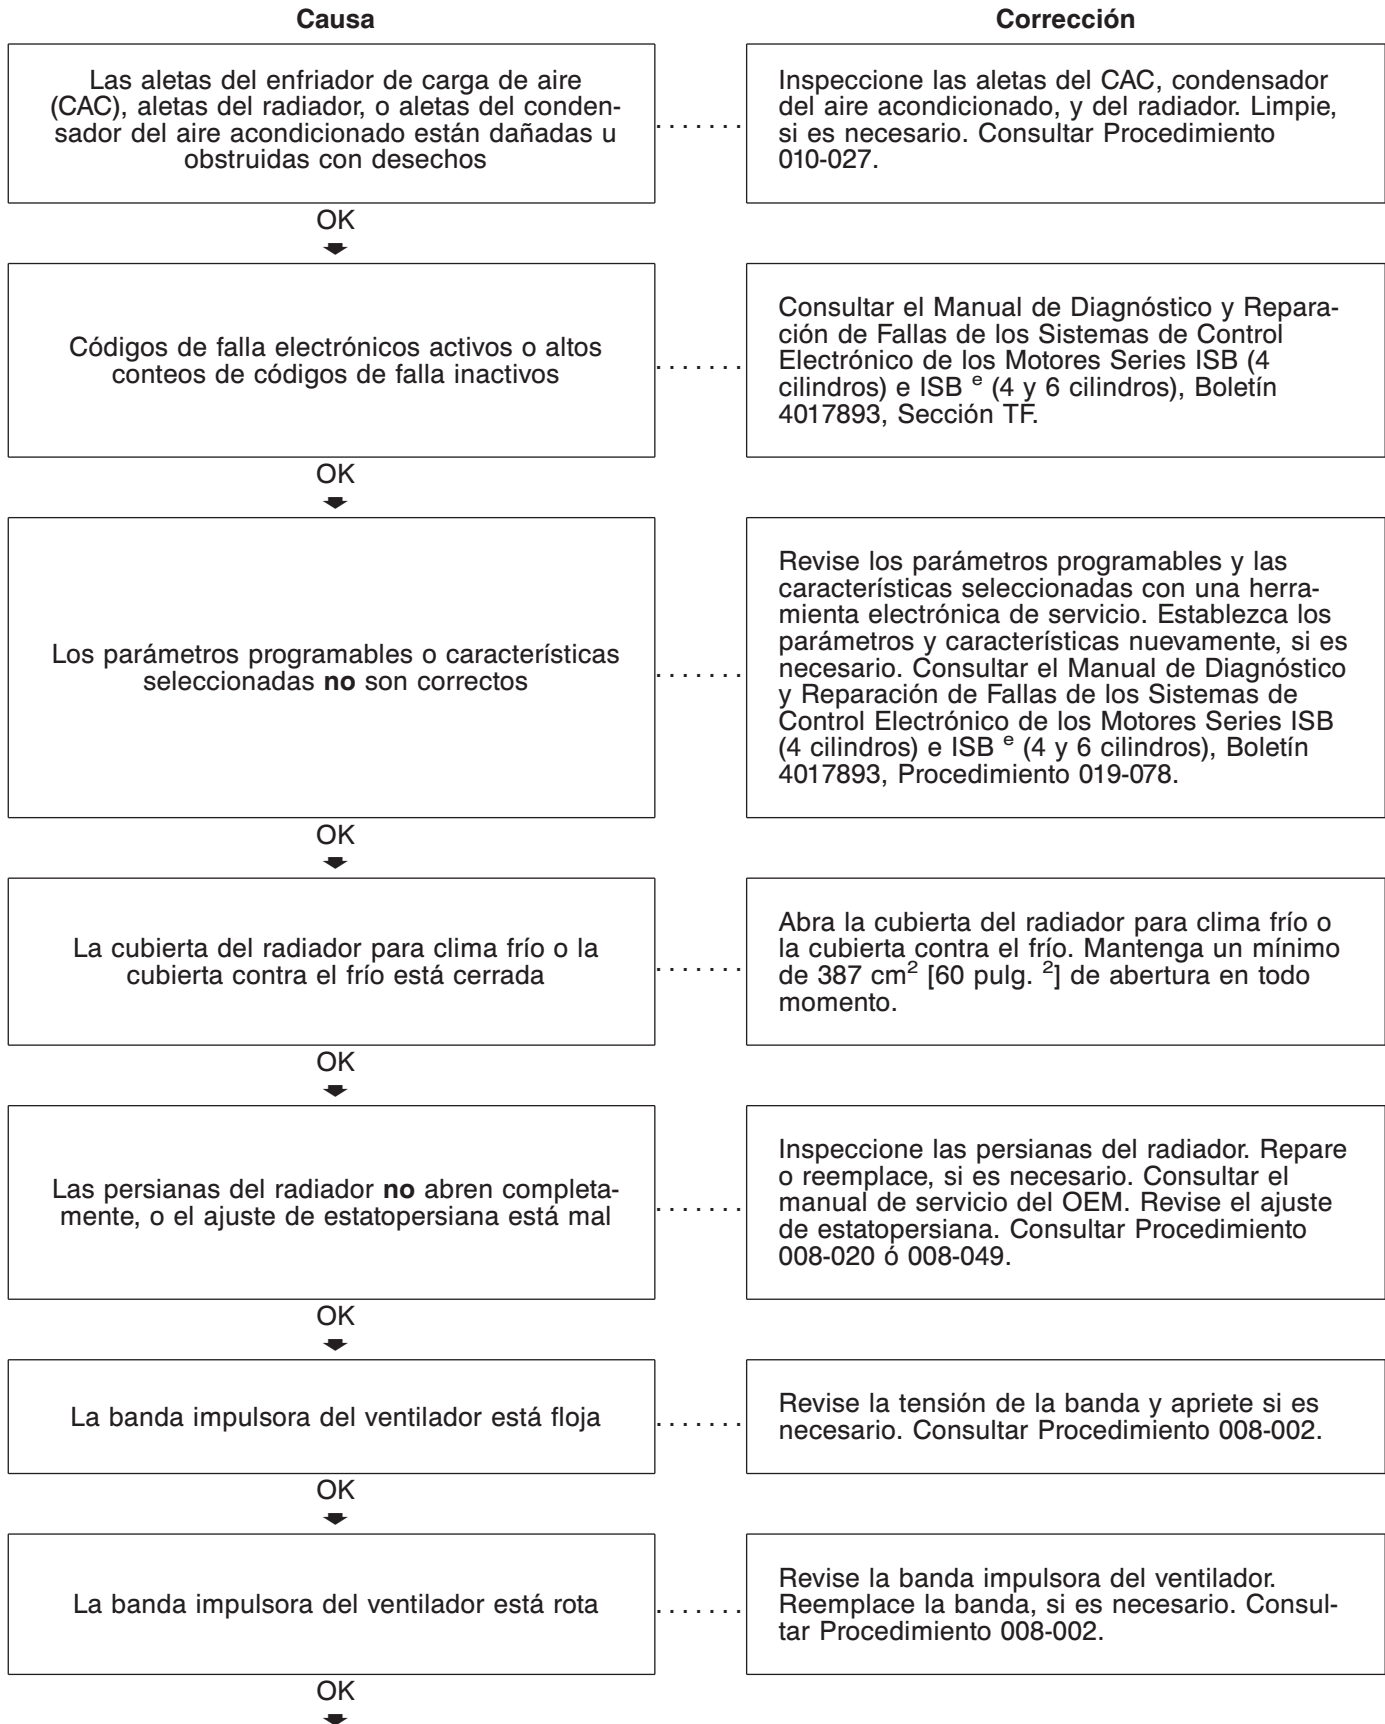 Causa
Corrección
Las aletas del enfriador de carga de aire
(CAC), aletas del radiador, o aletas del conden-
sador del aire acondicionado están dañadas u
obstruidas con desechos
.......
Inspeccione las aletas del CAC, condensador
del aire acondicionado, y del radiador. Limpie,
si es necesario. Consultar Procedimiento
010-027.
OK
Códigos de falla electrónicos activos o altos
conteos de códigos de falla inactivos
.......
Consultar el Manual de Diagnóstico y Repara-
ción de Fallas de los Sistemas de Control
Electrónico de los Motores Series ISB (4
cilindros) e ISB e (4 y 6 cilindros), Boletín
4017893, Sección TF.
OK
Los parámetros programables o características
seleccionadas no son correctos
.......
Revise los parámetros programables y las
características seleccionadas con una herra-
mienta electrónica de servicio. Establezca los
parámetros y características nuevamente, si es
necesario. Consultar el Manual de Diagnóstico
y Reparación de Fallas de los Sistemas de
Control Electrónico de los Motores Series ISB
(4 cilindros) e ISB e (4 y 6 cilindros), Boletín
4017893, Procedimiento 019-078.
OK
La cubierta del radiador para clima frío o la
cubierta contra el frío está cerrada
.......
Abra la cubierta del radiador para clima frío o
la cubierta contra el frío. Mantenga un mínimo
de 387 cm² [60 pulg. ²] de abertura en todo
momento.
OK
Las persianas del radiador no abren completa-
mente, o el ajuste de estatopersiana está mal
.......
Inspeccione las persianas del radiador. Repare
o reemplace, si es necesario. Consultar el
manual de servicio del OEM. Revise el ajuste
de estatopersiana. Consultar Procedimiento
008-020 ó 008-049.
OK
La banda impulsora del ventilador está floja
.......
Revise la tensión de la banda y apriete si es
necesario. Consultar Procedimiento 008-002.
OK
La banda impulsora del ventilador está rota
.......
Revise la banda impulsora del ventilador.
Reemplace la banda, si es necesario. Consul-
tar Procedimiento 008-002.
OK